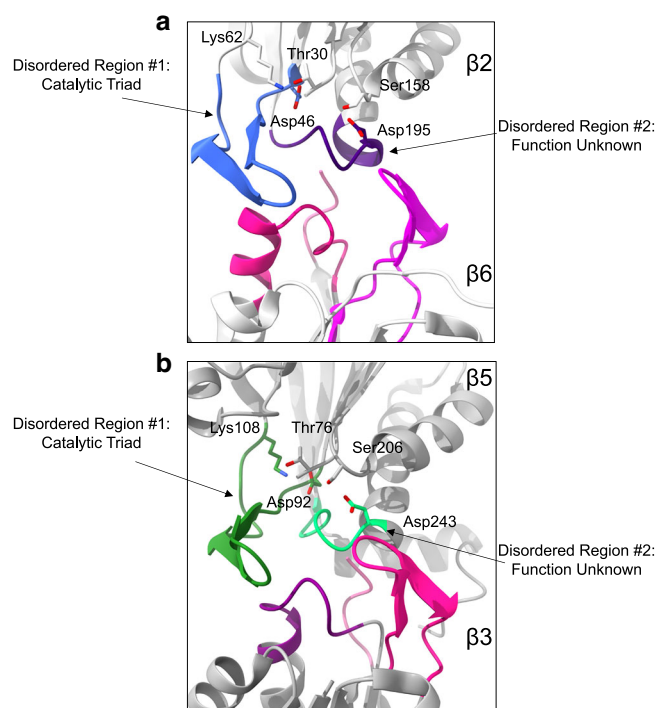 a
Lys62
Thr30
β2
Disordered Region #1:
Catalytic Triad
Ser158
Asp46
Asp195
Disordered Region #2:
Function Unknown
β6
b
β5
Disordered Region #1:
Catalytic Triad
Lys108
Thr76
Ser206
Asp92
Asp243
Disordered Region #2:
Function Unknown
β3